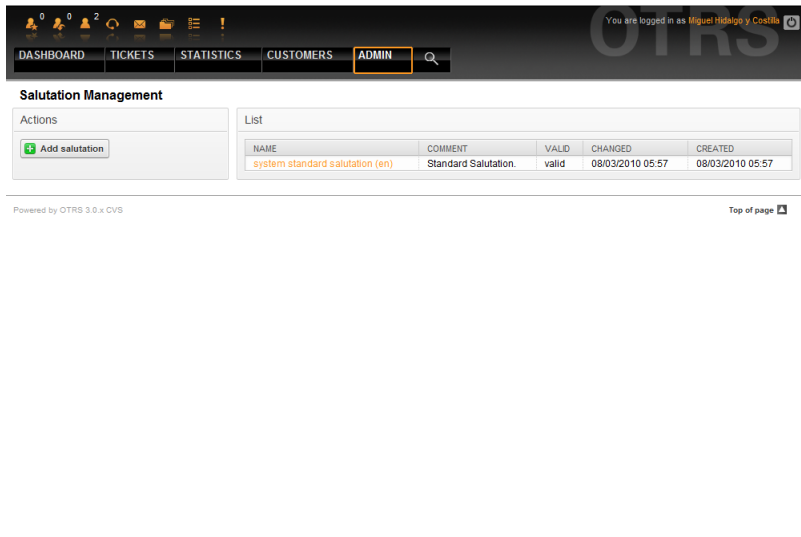 0 0 2
You are logged in as Miguel Hidalgo y Costilla
OTRS
DASHBOARD TICKETS STATISTICS CUSTOMERS ADMIN
Salutation Management
Actions
Add salutation
List
NAME COMMENT VALID CHANGED CREATED
system standard salutation (en) Standard Salutation. valid 08/03/2010 05:57 08/03/2010 05:57
Powered by OTRS 3.0.x CVS
Top of page